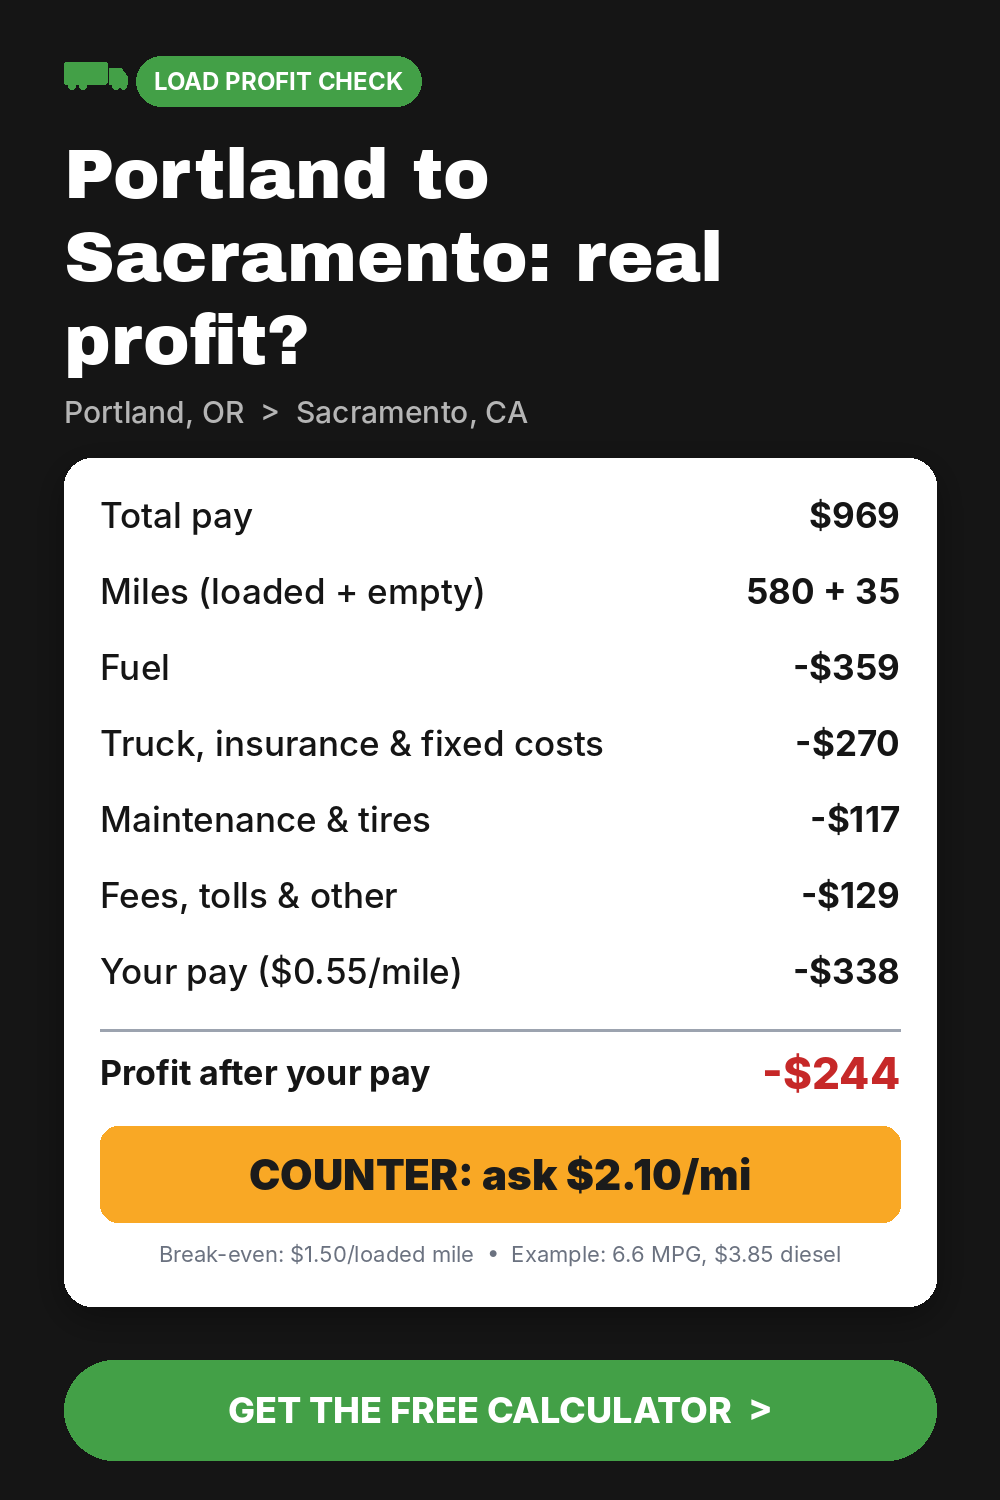 LOAD PROFIT CHECK
Portland to
Sacramento: real
profit?
Portland, OR > Sacramento, CA
Total pay $969
Miles (loaded + empty) 580 + 35
Fuel -$359
Truck, insurance & fixed costs -$270
Maintenance & tires -$117
Fees, tolls & other -$129
Your pay ($0.55/mile) -$338
Profit after your pay -$244
COUNTER: ask $2.10/mi
Break-even: $1.50/loaded mile • Example: 6.6 MPG, $3.85 diesel
GET THE FREE CALCULATOR >